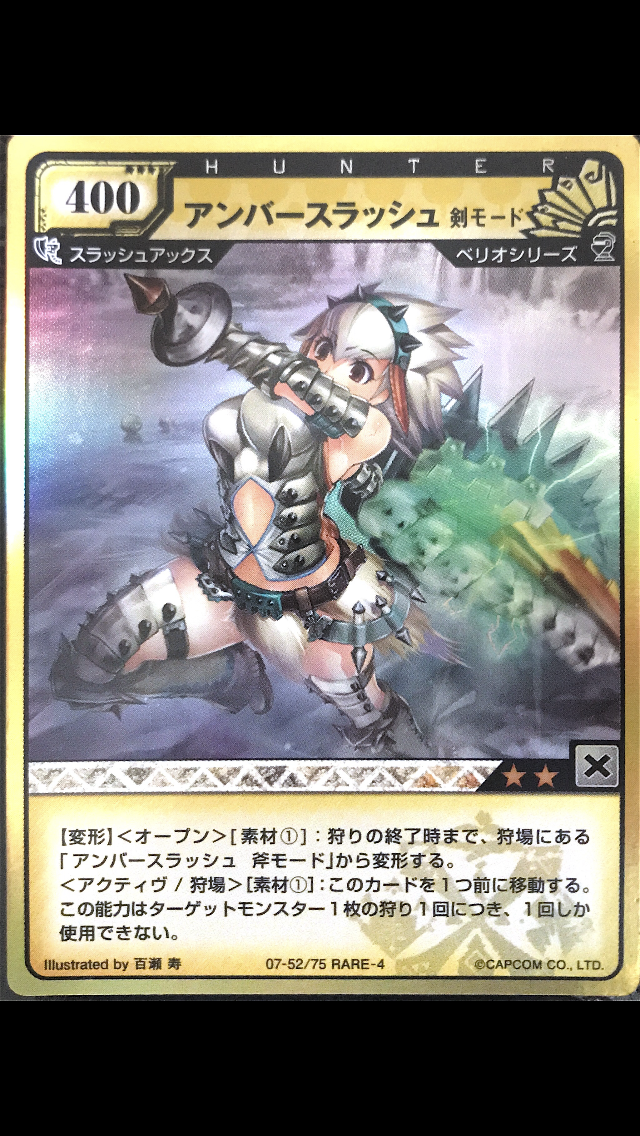 HUNTER
400
アンバースラッシュ 剣モード
スラッシュアックス
ベリオシリーズ
【変形】<オープン>[素材①]：狩りの終了時まで、狩場にある
「アンバースラッシュ 斧モード」から変形する。
<アクティヴ / 狩場>[素材①]：このカードを1つ前に移動する。
この能力はターゲットモンスター1枚の狩り1回につき、1回しか
使用できない。
Illustrated by 百瀬 寿
07-52/75 RARE-4
©CAPCOM CO., LTD.